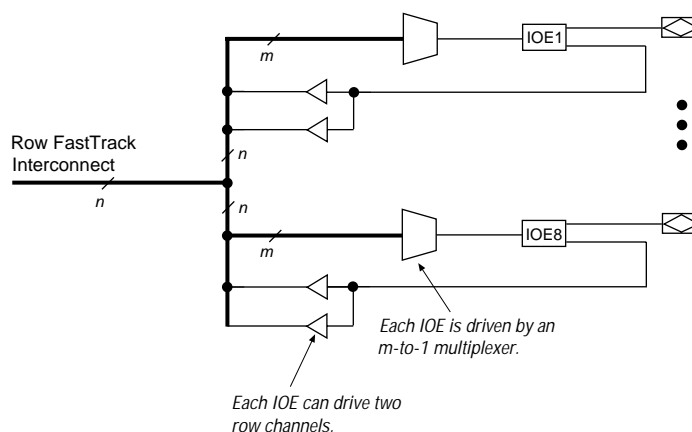 m
IOE1
Row FastTrack
Interconnect
n
n
n
m
IOE8
Each IOE is driven by an
m-to-1 multiplexer.
Each IOE can drive two
row channels.